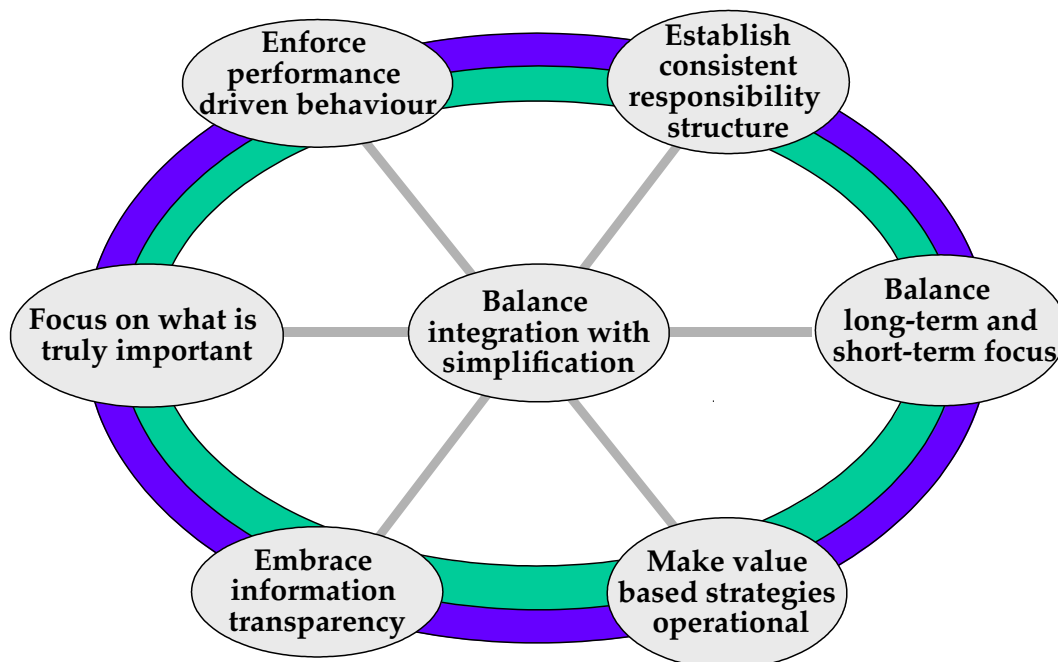 Enforce
performance
driven behaviour
Establish
consistent
responsibility
structure
Focus on what is
truly important
Balance
integration with
simplification
Balance
long-term and
short-term focus
Embrace
information
transparency
Make value
based strategies
operational